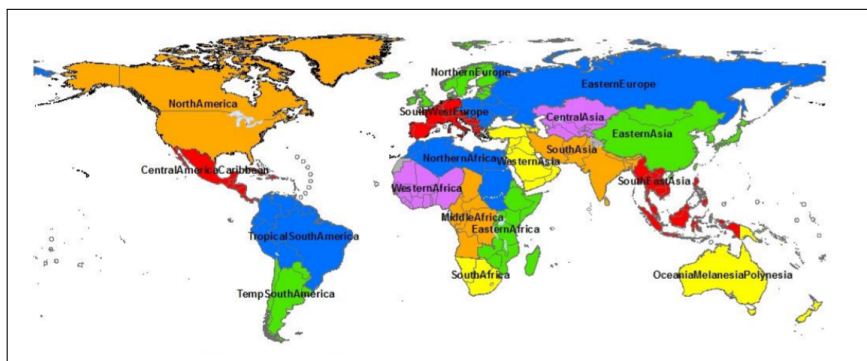 NorthernEurope
EasternEurope
NorthAmerica
SouthWestEurope
CentralAsia
EasternAsia
CentralAmericaCaribbean
NorthernAfrica
WesternAsia
SouthAsia
WesternAfrica
SouthEastAsia
MiddleAfrica
EasternAfrica
TropicalSouthAmerica
SouthAfrica
OceaniaMelanesiaPolynesia
TempSouthAmerica